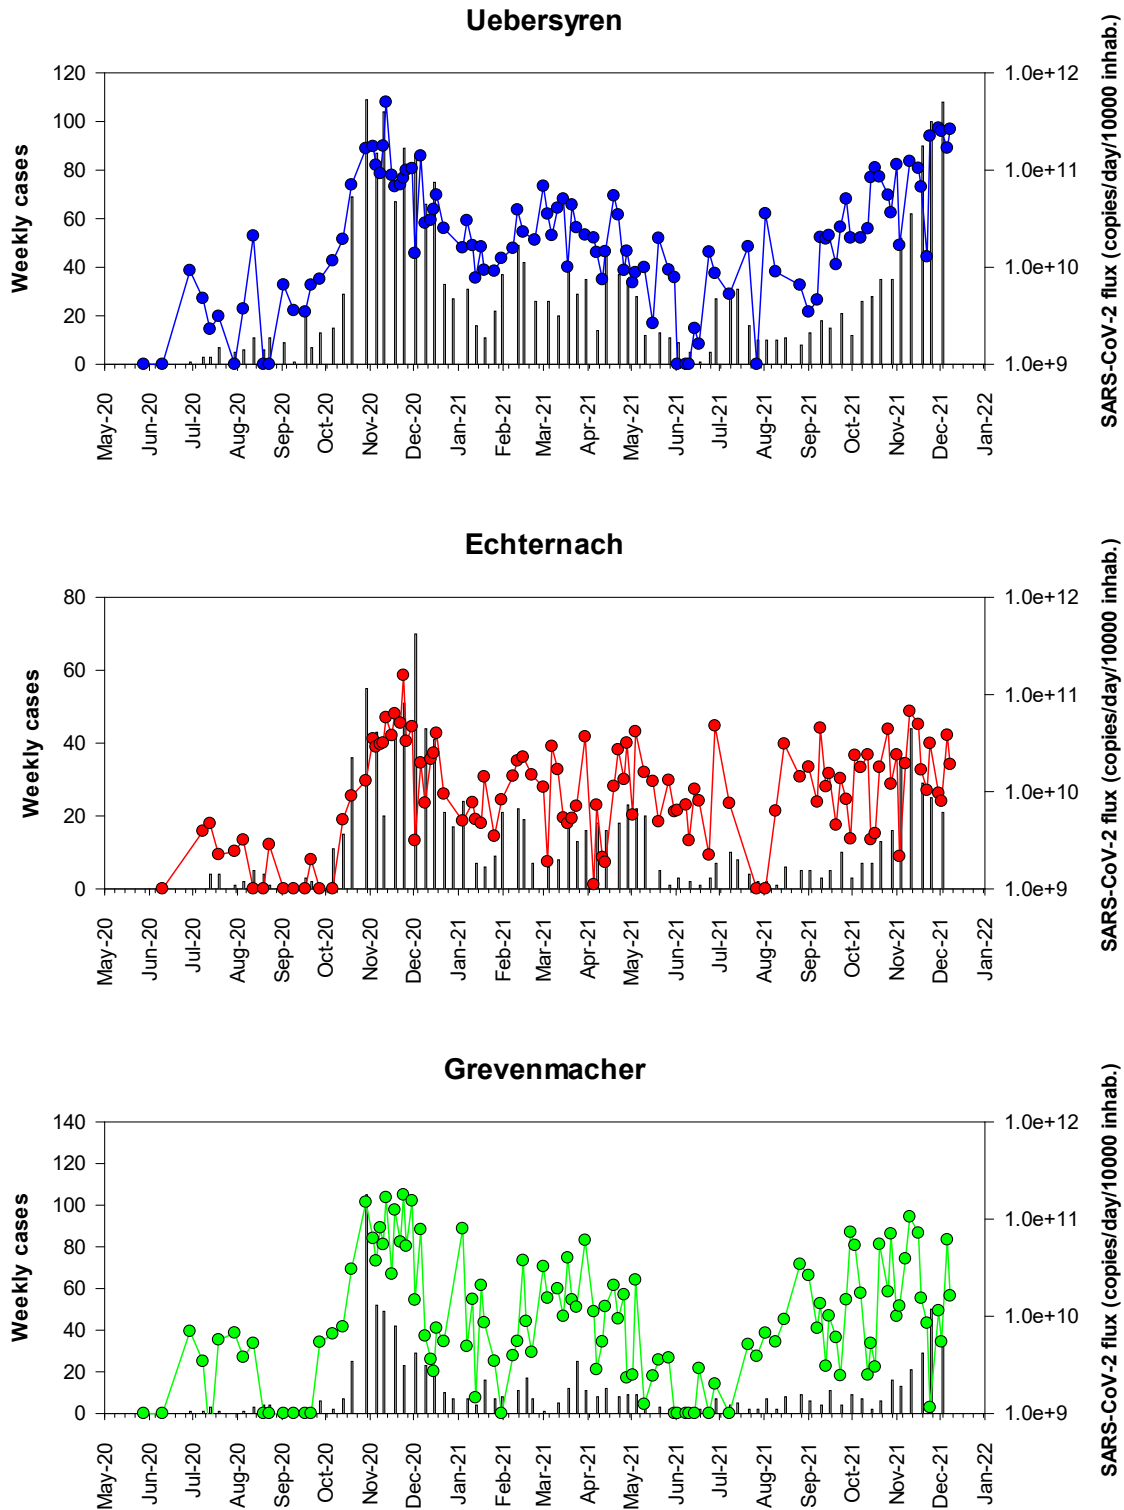 Uebersyren
Weekly cases
120
100
80
60
40
20
0
1.0e+12
1.0e+11
1.0e+10
1.0e+9
SARS-CoV-2 flux (copies/day/10000 inhab.)
May-20
Jun-20
Jul-20
Aug-20
Sep-20
Oct-20
Nov-20
Dec-20
Jan-21
Feb-21
Mar-21
Apr-21
May-21
Jun-21
Jul-21
Aug-21
Sep-21
Oct-21
Nov-21
Dec-21
Jan-22
Echternach
Weekly cases
80
60
40
20
0
1.0e+12
1.0e+11
1.0e+10
1.0e+9
SARS-CoV-2 flux (copies/day/10000 inhab.)
May-20
Jun-20
Jul-20
Aug-20
Sep-20
Oct-20
Nov-20
Dec-20
Jan-21
Feb-21
Mar-21
Apr-21
May-21
Jun-21
Jul-21
Aug-21
Sep-21
Oct-21
Nov-21
Dec-21
Jan-22
Grevenmacher
Weekly cases
140
120
100
80
60
40
20
0
1.0e+12
1.0e+11
1.0e+10
1.0e+9
SARS-CoV-2 flux (copies/day/10000 inhab.)
May-20
Jun-20
Jul-20
Aug-20
Sep-20
Oct-20
Nov-20
Dec-20
Jan-21
Feb-21
Mar-21
Apr-21
May-21
Jun-21
Jul-21
Aug-21
Sep-21
Oct-21
Nov-21
Dec-21
Jan-22